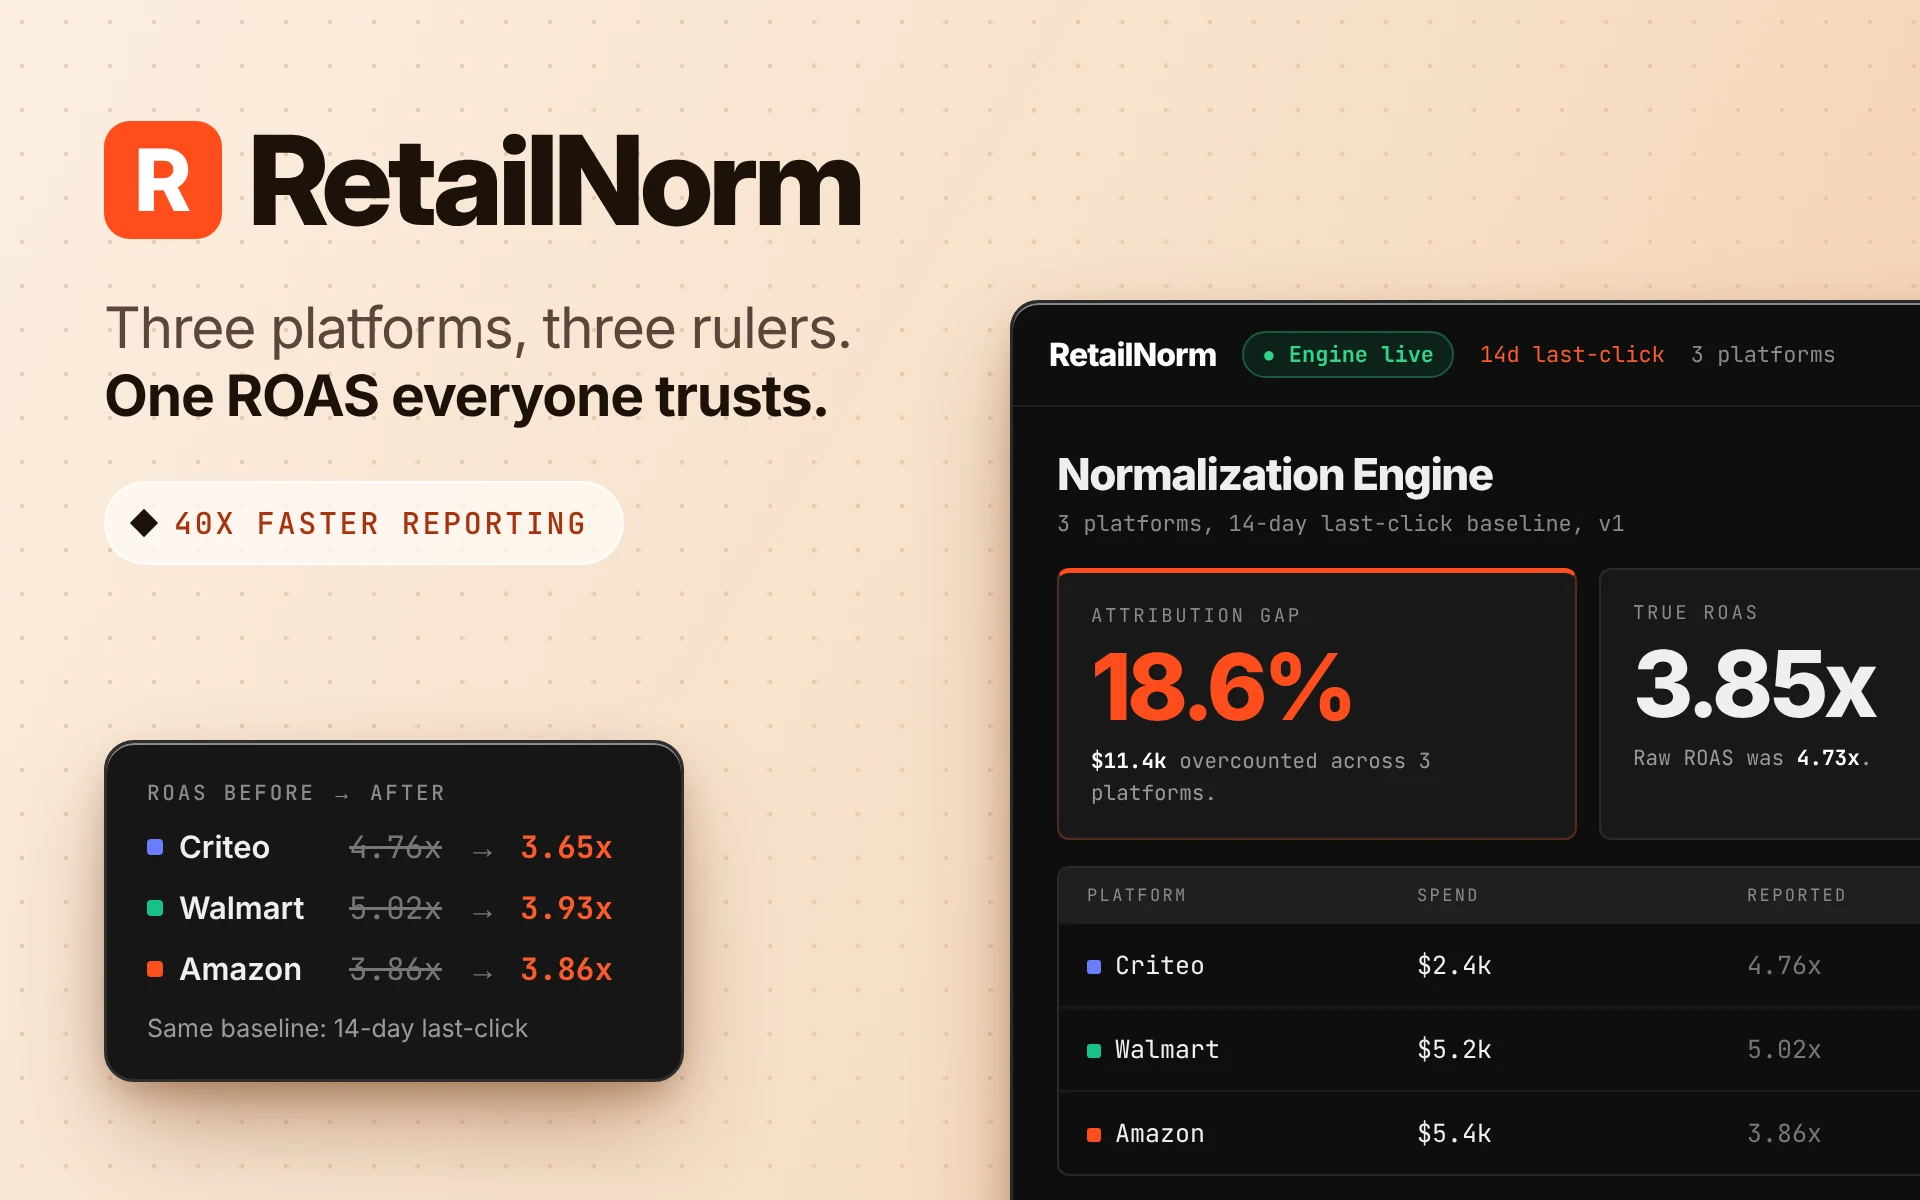 R RetailNorm
Three platforms, three rulers.
One ROAS everyone trusts.
40X FASTER REPORTING
ROAS BEFORE → AFTER
Criteo 4.76x → 3.65x
Walmart 5.02x → 3.93x
Amazon 3.86x → 3.86x
Same baseline: 14-day last-click
RetailNorm ● Engine live 14d last-click 3 platforms
Normalization Engine
3 platforms, 14-day last-click baseline, v1
ATTRIBUTION GAP
18.6%
$11.4k overcounted across 3
platforms.
TRUE ROAS
3.85x
Raw ROAS was 4.73x.
PLATFORM SPEND REPORTED
Criteo $2.4k 4.76x
Walmart $5.2k 5.02x
Amazon $5.4k 3.86x